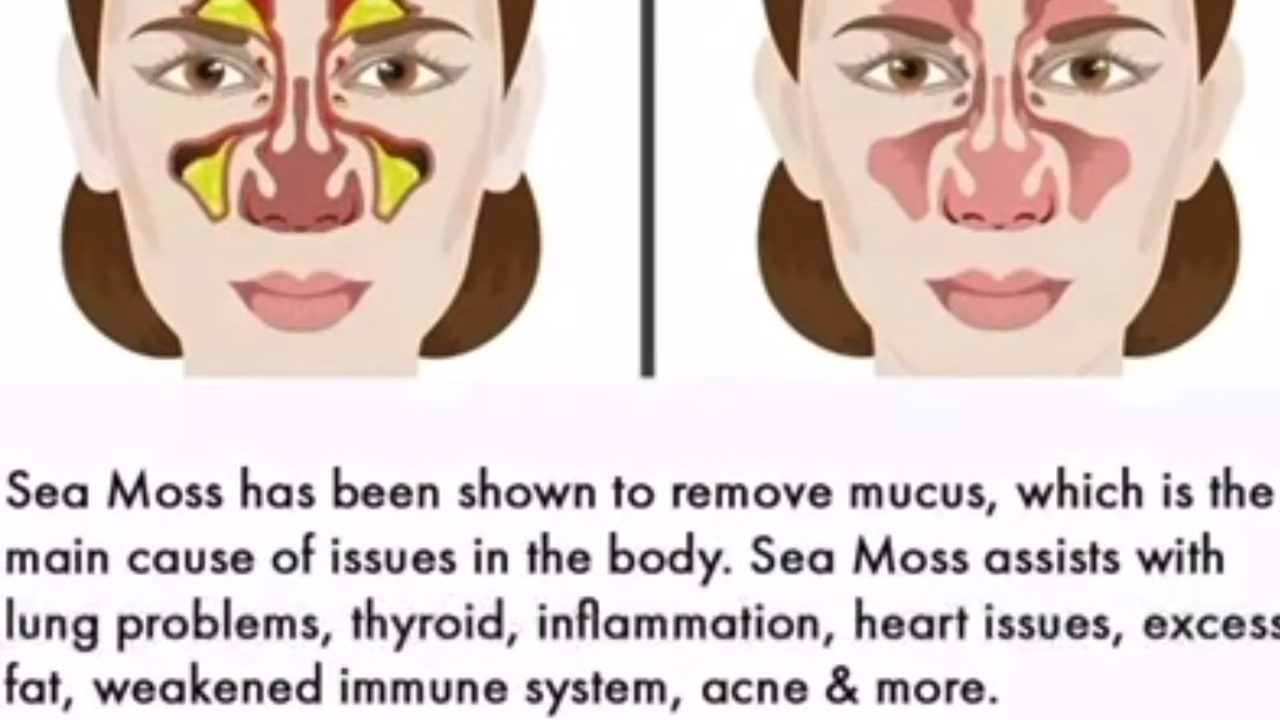 Sea Moss has been shown to remove mucus, which is the
main cause of issues in the body. Sea Moss assists with
lung problems, thyroid, inflammation, heart issues, excess
fat, weakened immune system, acne & more.